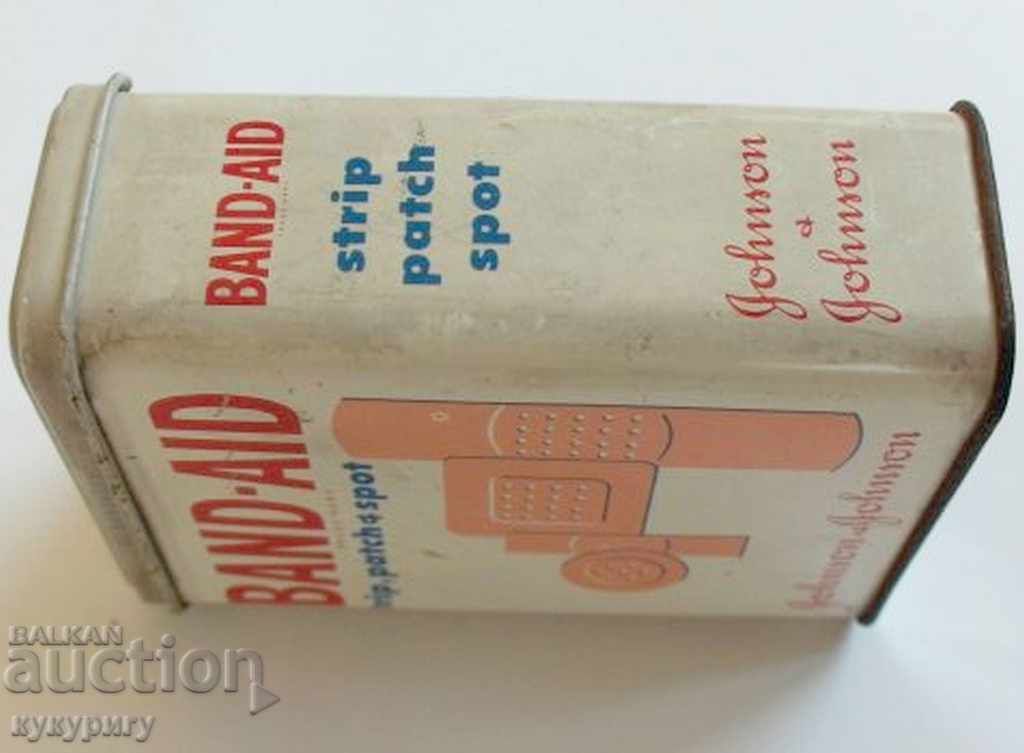 BAND-AID
strip
patch
spot
Johnson
&
Johnson
BAND-AID
strip, patch & spot
Johnson & Johnson
BALKAN
auction
кукуригу